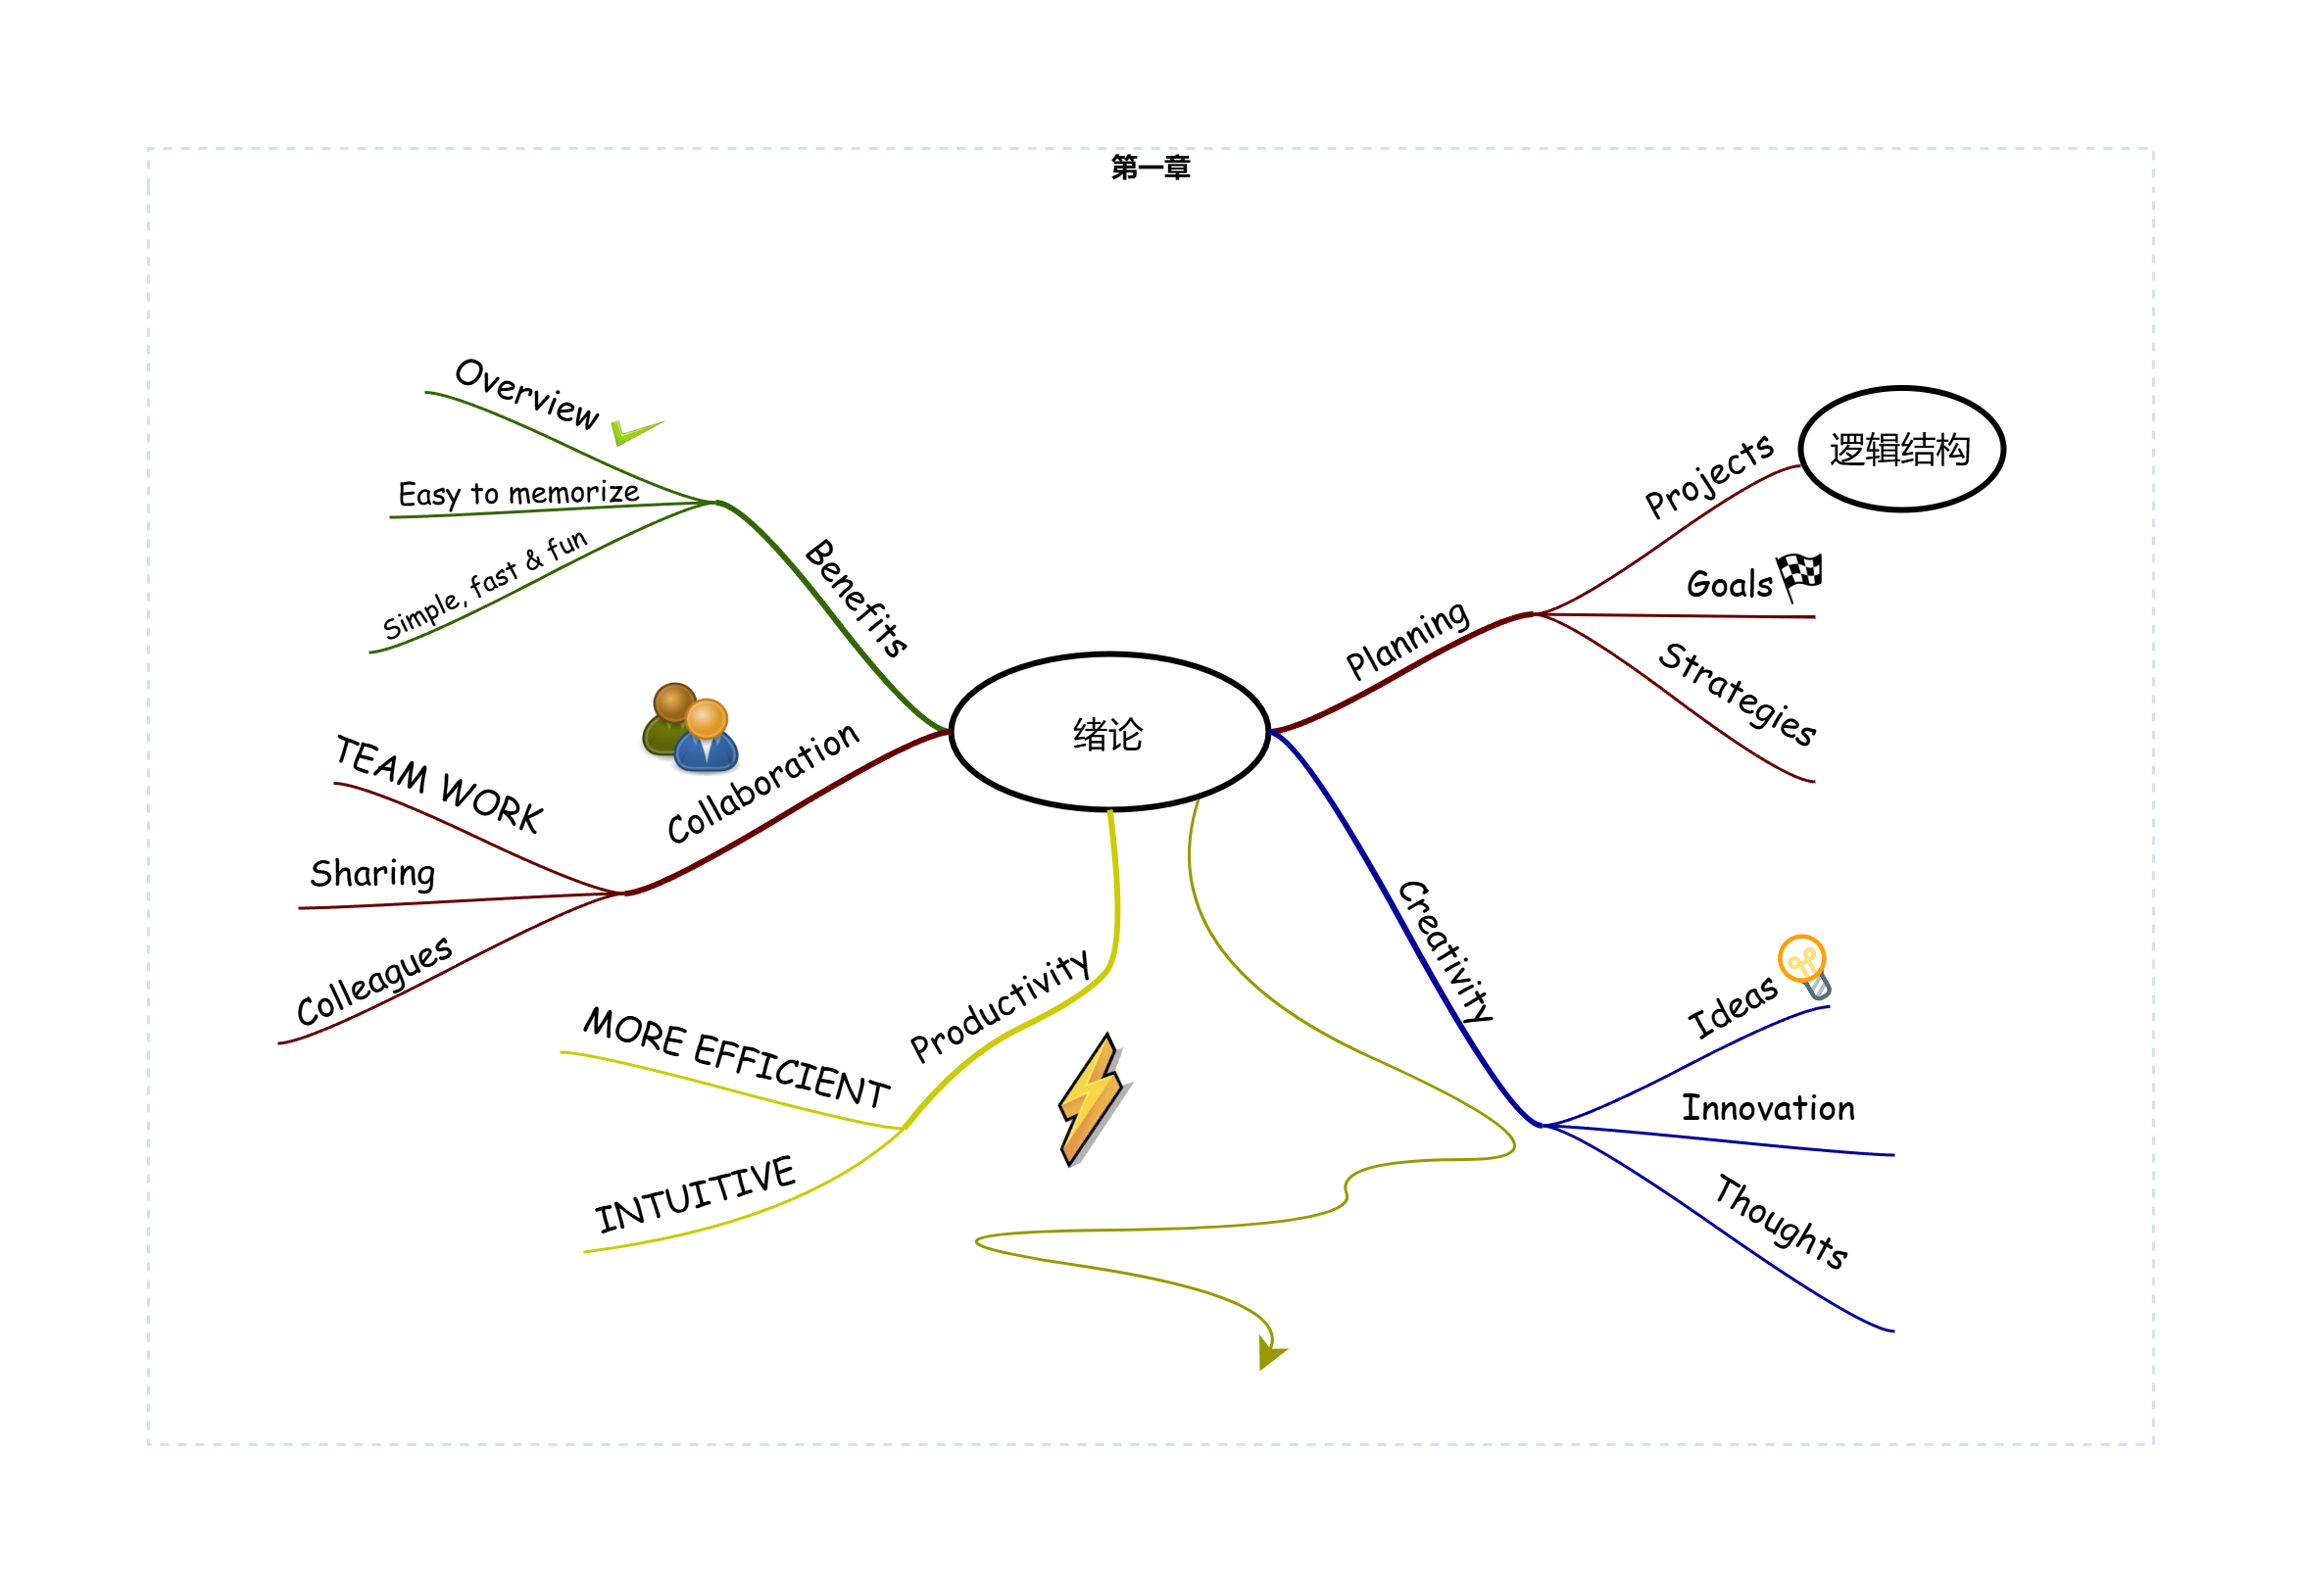 第一章
Overview
Easy to memorize
Simple, fast & fun
Benefits
TEAM WORK
Sharing
Colleagues
Collaboration
MORE EFFICIENT
INTUITIVE
Productivity
绪论
Planning
Projects
逻辑结构
Goals
Strategies
Creativity
Ideas
Innovation
Thoughts